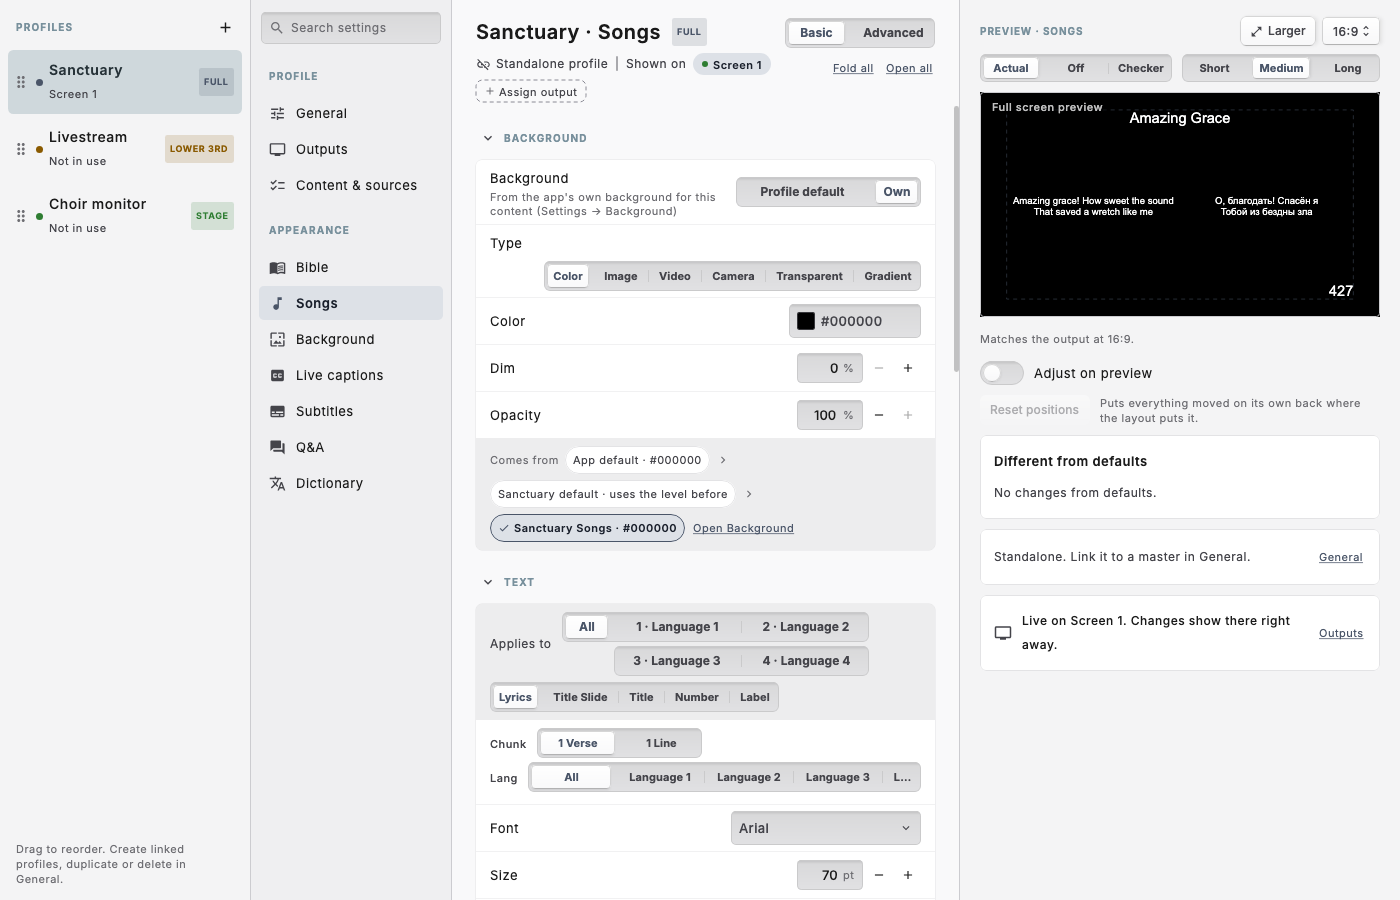 PROFILES
Sanctuary
Screen 1
FULL
Livestream
Not in use
LOWER 3RD
Choir monitor
Not in use
STAGE
Drag to reorder. Create linked
profiles, duplicate or delete in
General.
Search settings
PROFILE
General
Outputs
Content & sources
APPEARANCE
Bible
Songs
Background
Live captions
Subtitles
Q&A
Dictionary
Sanctuary · Songs
FULL
Basic
Advanced
Standalone profile | Shown on
Screen 1
Fold all
Open all
+ Assign output
BACKGROUND
Background
From the app's own background for this
content (Settings → Background)
Profile default
Own
Type
Color
Image
Video
Camera
Transparent
Gradient
Color
#000000
Dim
0 %
− +
Opacity
100 %
− +
Comes from
App default · #000000
Sanctuary default · uses the level before
Sanctuary Songs · #000000
Open Background
TEXT
Applies to
All
1 · Language 1
2 · Language 2
3 · Language 3
4 · Language 4
Lyrics
Title Slide
Title
Number
Label
Chunk
1 Verse
1 Line
Lang
All
Language 1
Language 2
Language 3
L...
Font
Arial
Size
70 pt
− +
PREVIEW · SONGS
Larger
16:9
Actual
Off
Checker
Short
Medium
Long
Full screen preview
Amazing Grace
Amazing grace! How sweet the sound
That saved a wretch like me
О, благодать! Спасён я
Тобой из бездны зла
427
Matches the output at 16:9.
Adjust on preview
Reset positions
Puts everything moved on its own back where
the layout puts it.
Different from defaults
No changes from defaults.
Standalone. Link it to a master in General.
General
Live on Screen 1. Changes show there right
away.
Outputs